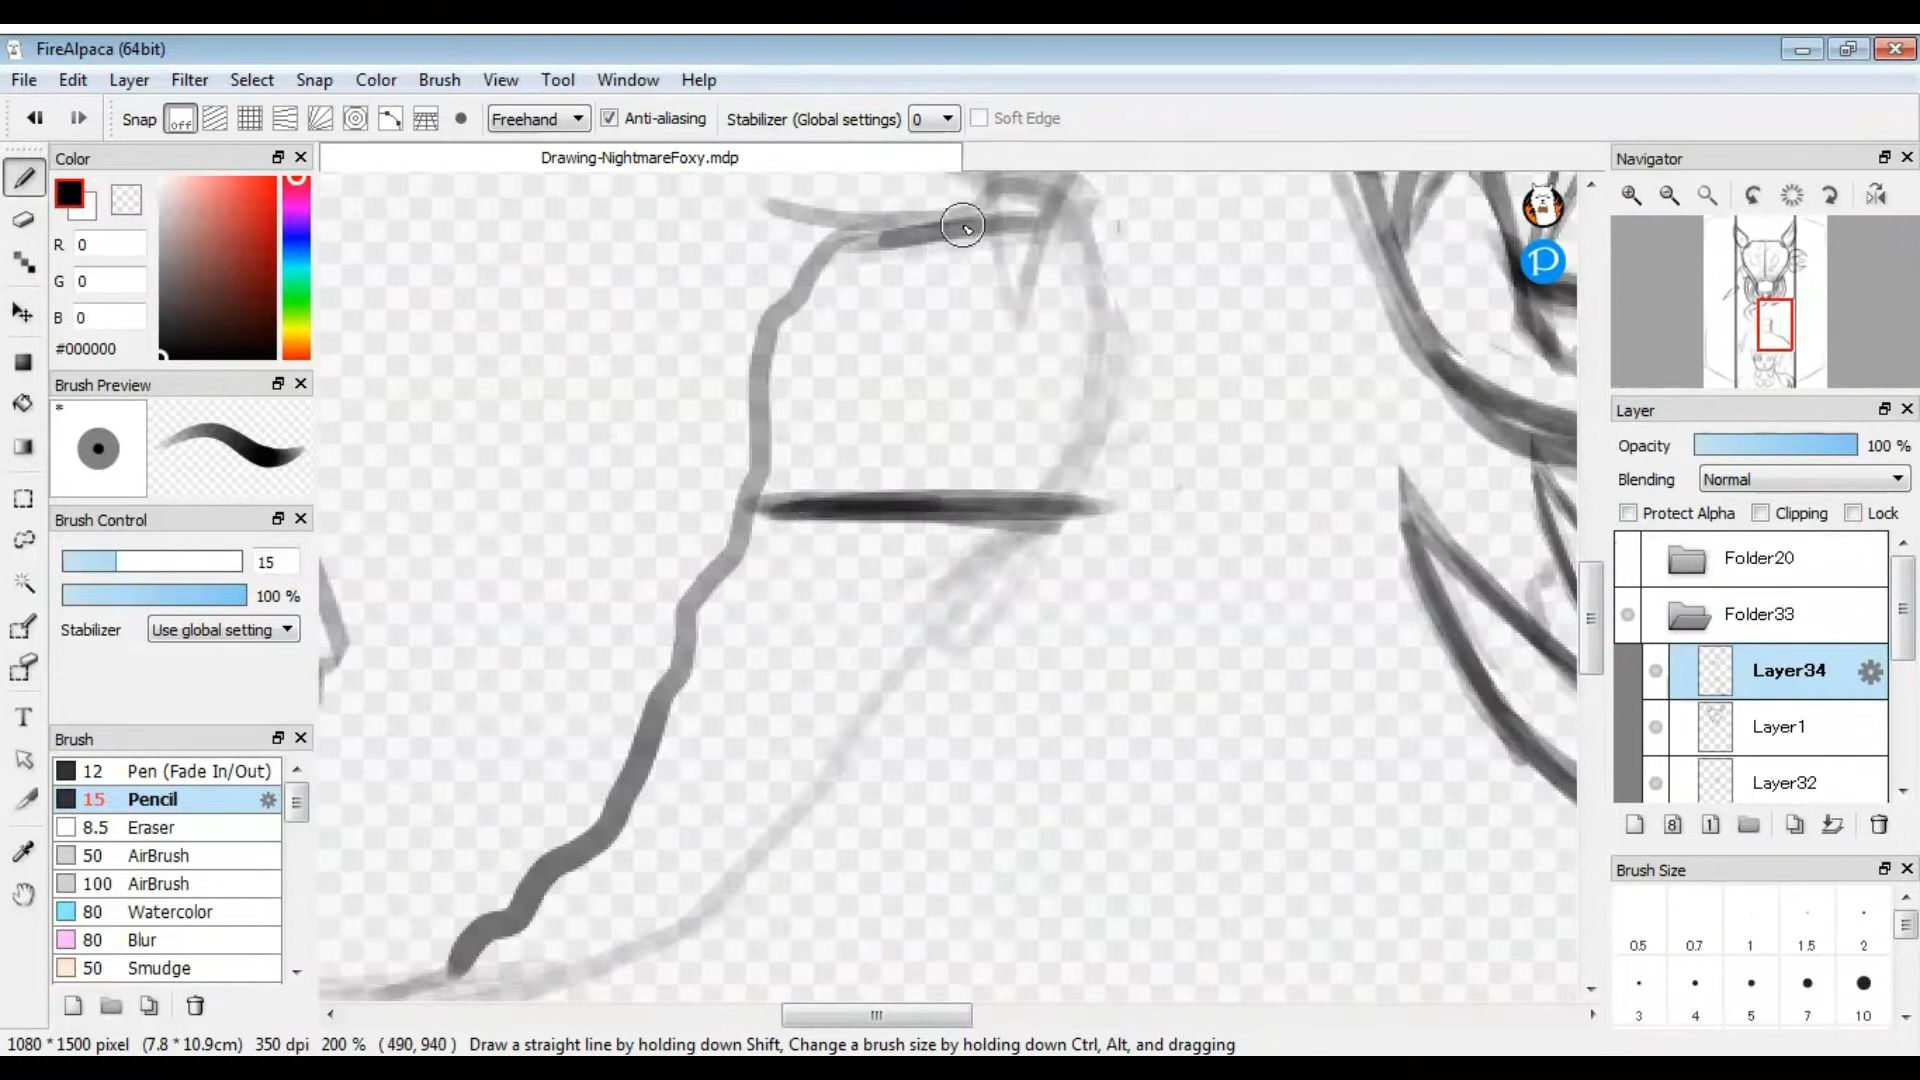 FireAlpaca (64bit)
File Edit Layer Filter Select Snap Color Brush View Tool Window Help
Snap off Freehand Anti-aliasing Stabilizer (Global settings) 0 Soft Edge
Color
Drawing-NightmareFoxy.mdp
Navigator
R 0
G 0
B 0
#000000
Brush Preview
*
Brush Control
15
100 %
Stabilizer Use global setting
Layer
Opacity 100 %
Blending Normal
Protect Alpha Clipping Lock
Folder20
Folder33
Layer34
Layer1
Layer32
8 1
Brush
12 Pen (Fade In/Out)
15 Pencil
8.5 Eraser
50 AirBrush
100 AirBrush
80 Watercolor
80 Blur
50 Smudge
Brush Size
0.5 0.7 1 1.5 2
3 4 5 7 10
T
P
1080 * 1500 pixel (7.8 * 10.9cm) 350 dpi 200 % ( 490, 940 ) Draw a straight line by holding down Shift, Change a brush size by holding down Ctrl, Alt, and dragging